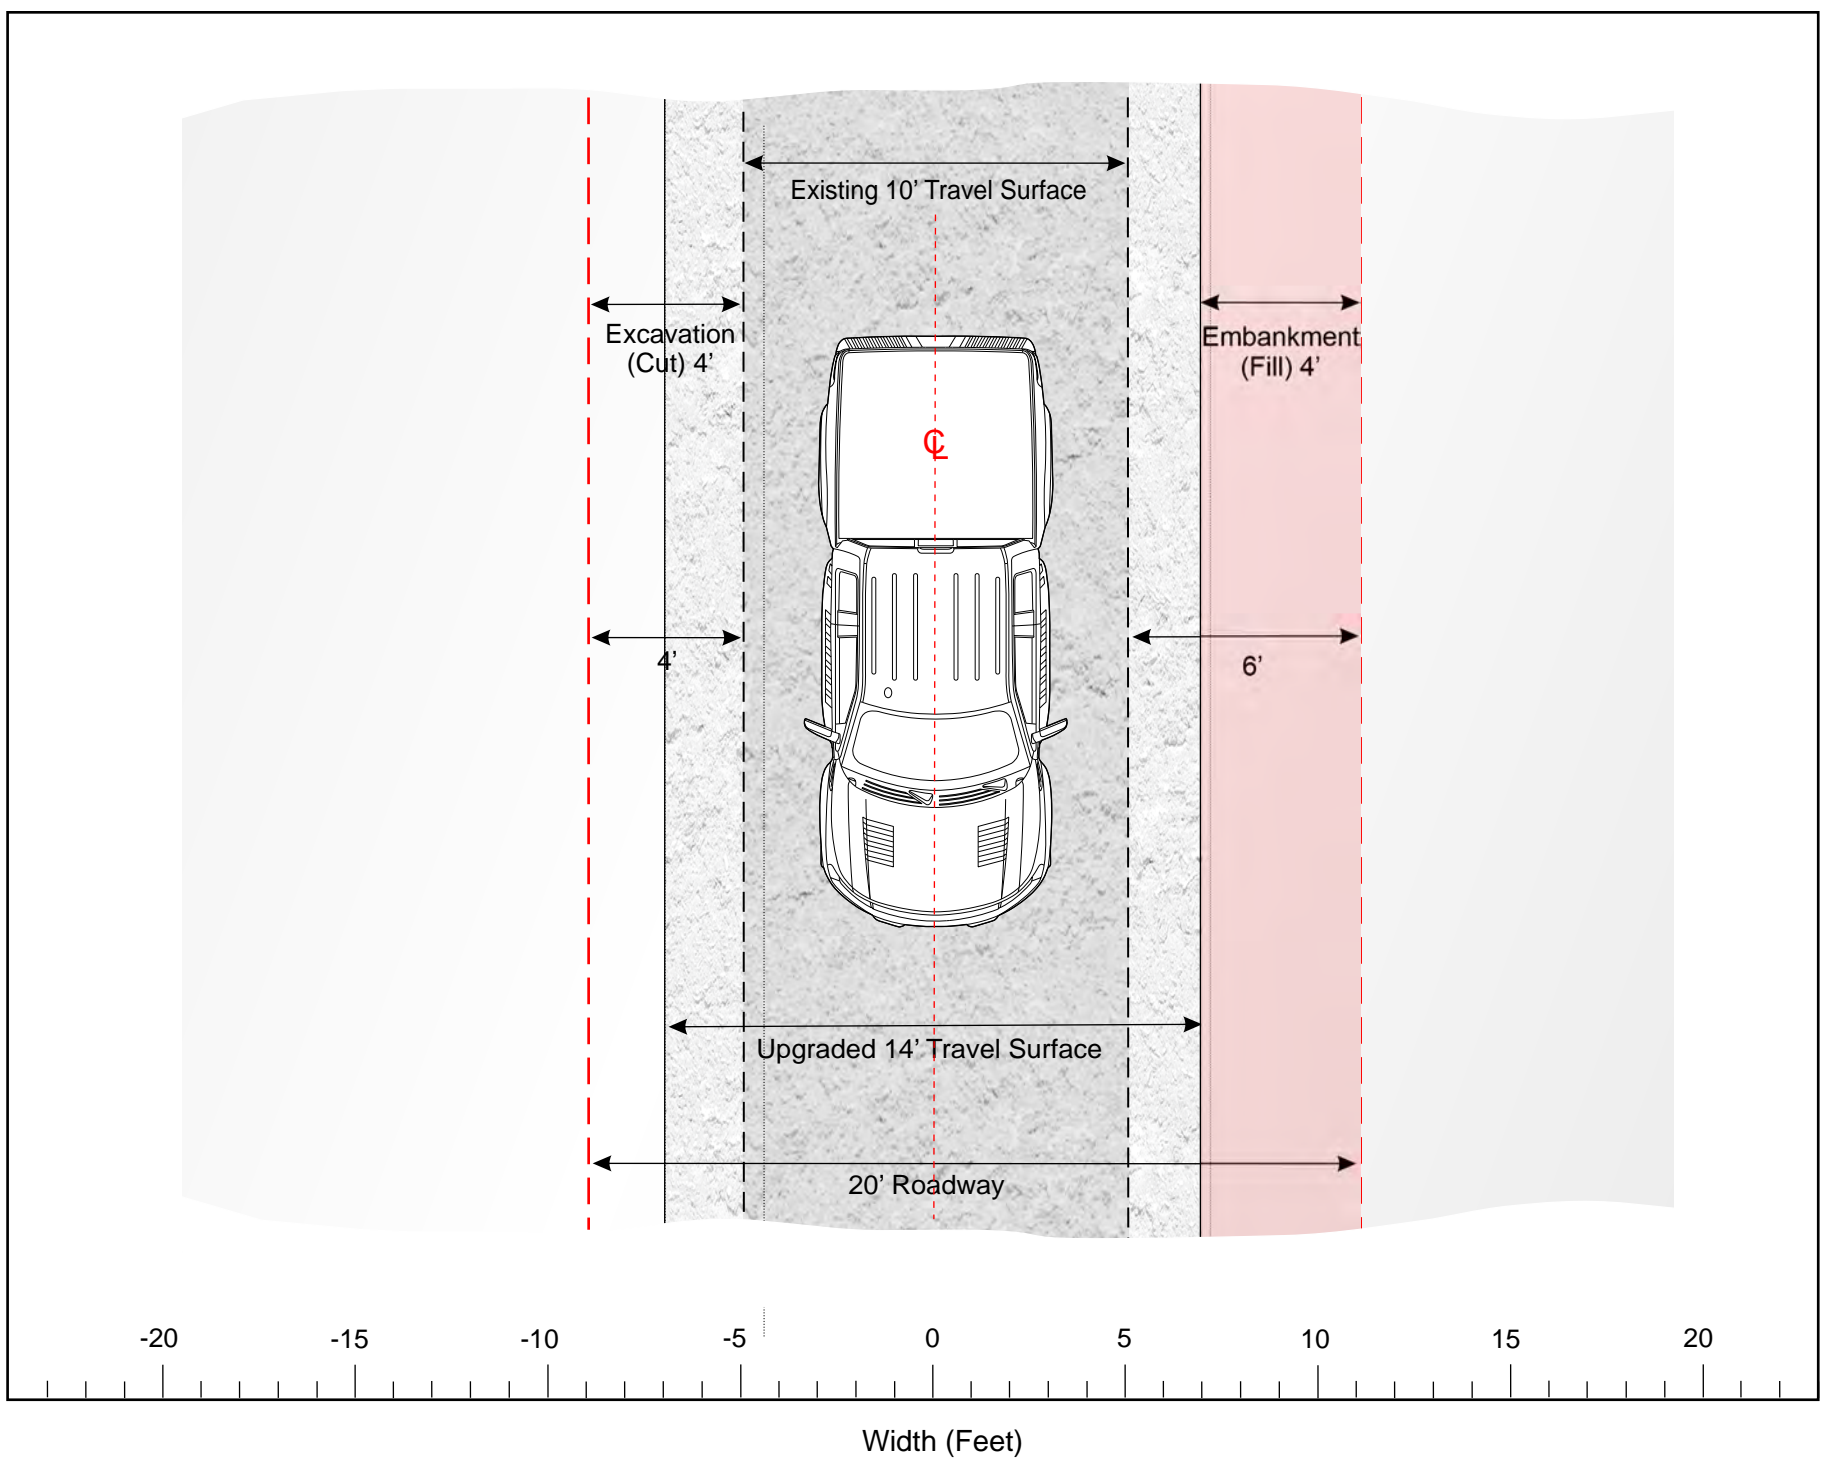 Existing 10’ Travel Surface
Excavation
(Cut) 4’
Embankment
(Fill) 4’
℄
4’
6’
Upgraded 14’ Travel Surface
20’ Roadway
-20 -15 -10 -5 0 5 10 15 20
Width (Feet)